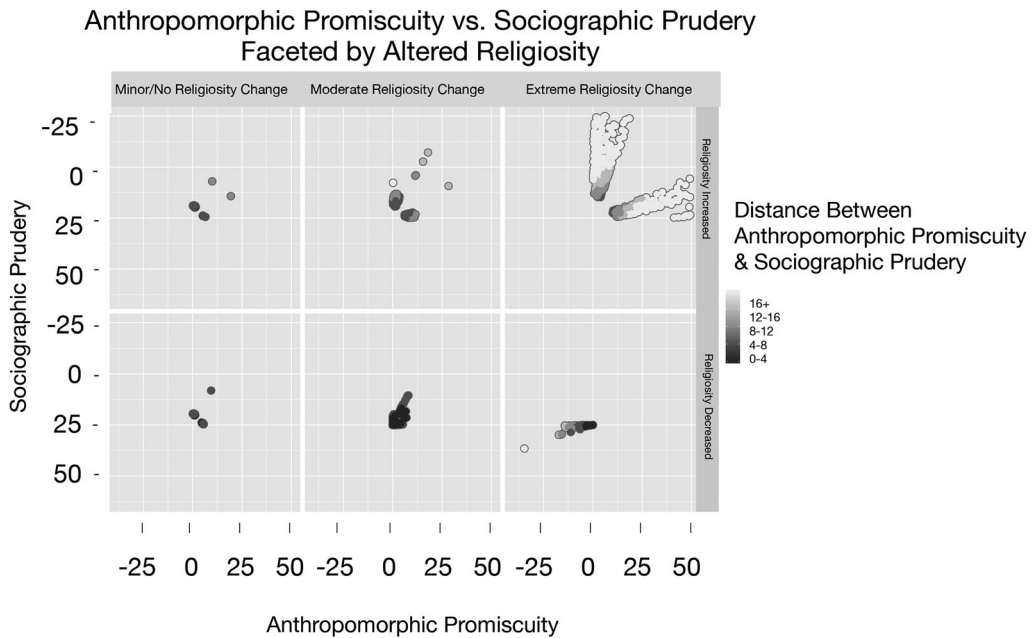 Anthropomorphic Promiscuity vs. Sociographic Prudery
Faceted by Altered Religiosity
Minor/No Religiosity Change
Moderate Religiosity Change
Extreme Religiosity Change
-25
0
25
50
-25
0
25
50
Sociographic Prudery
Religiosity Increased
Religiosity Decreased
Distance Between
Anthropomorphic Promiscuity
& Sociographic Prudery
16+
12-16
8-12
4-8
0-4
-25 0 25 50 -25 0 25 50 -25 0 25 50
Anthropomorphic Promiscuity